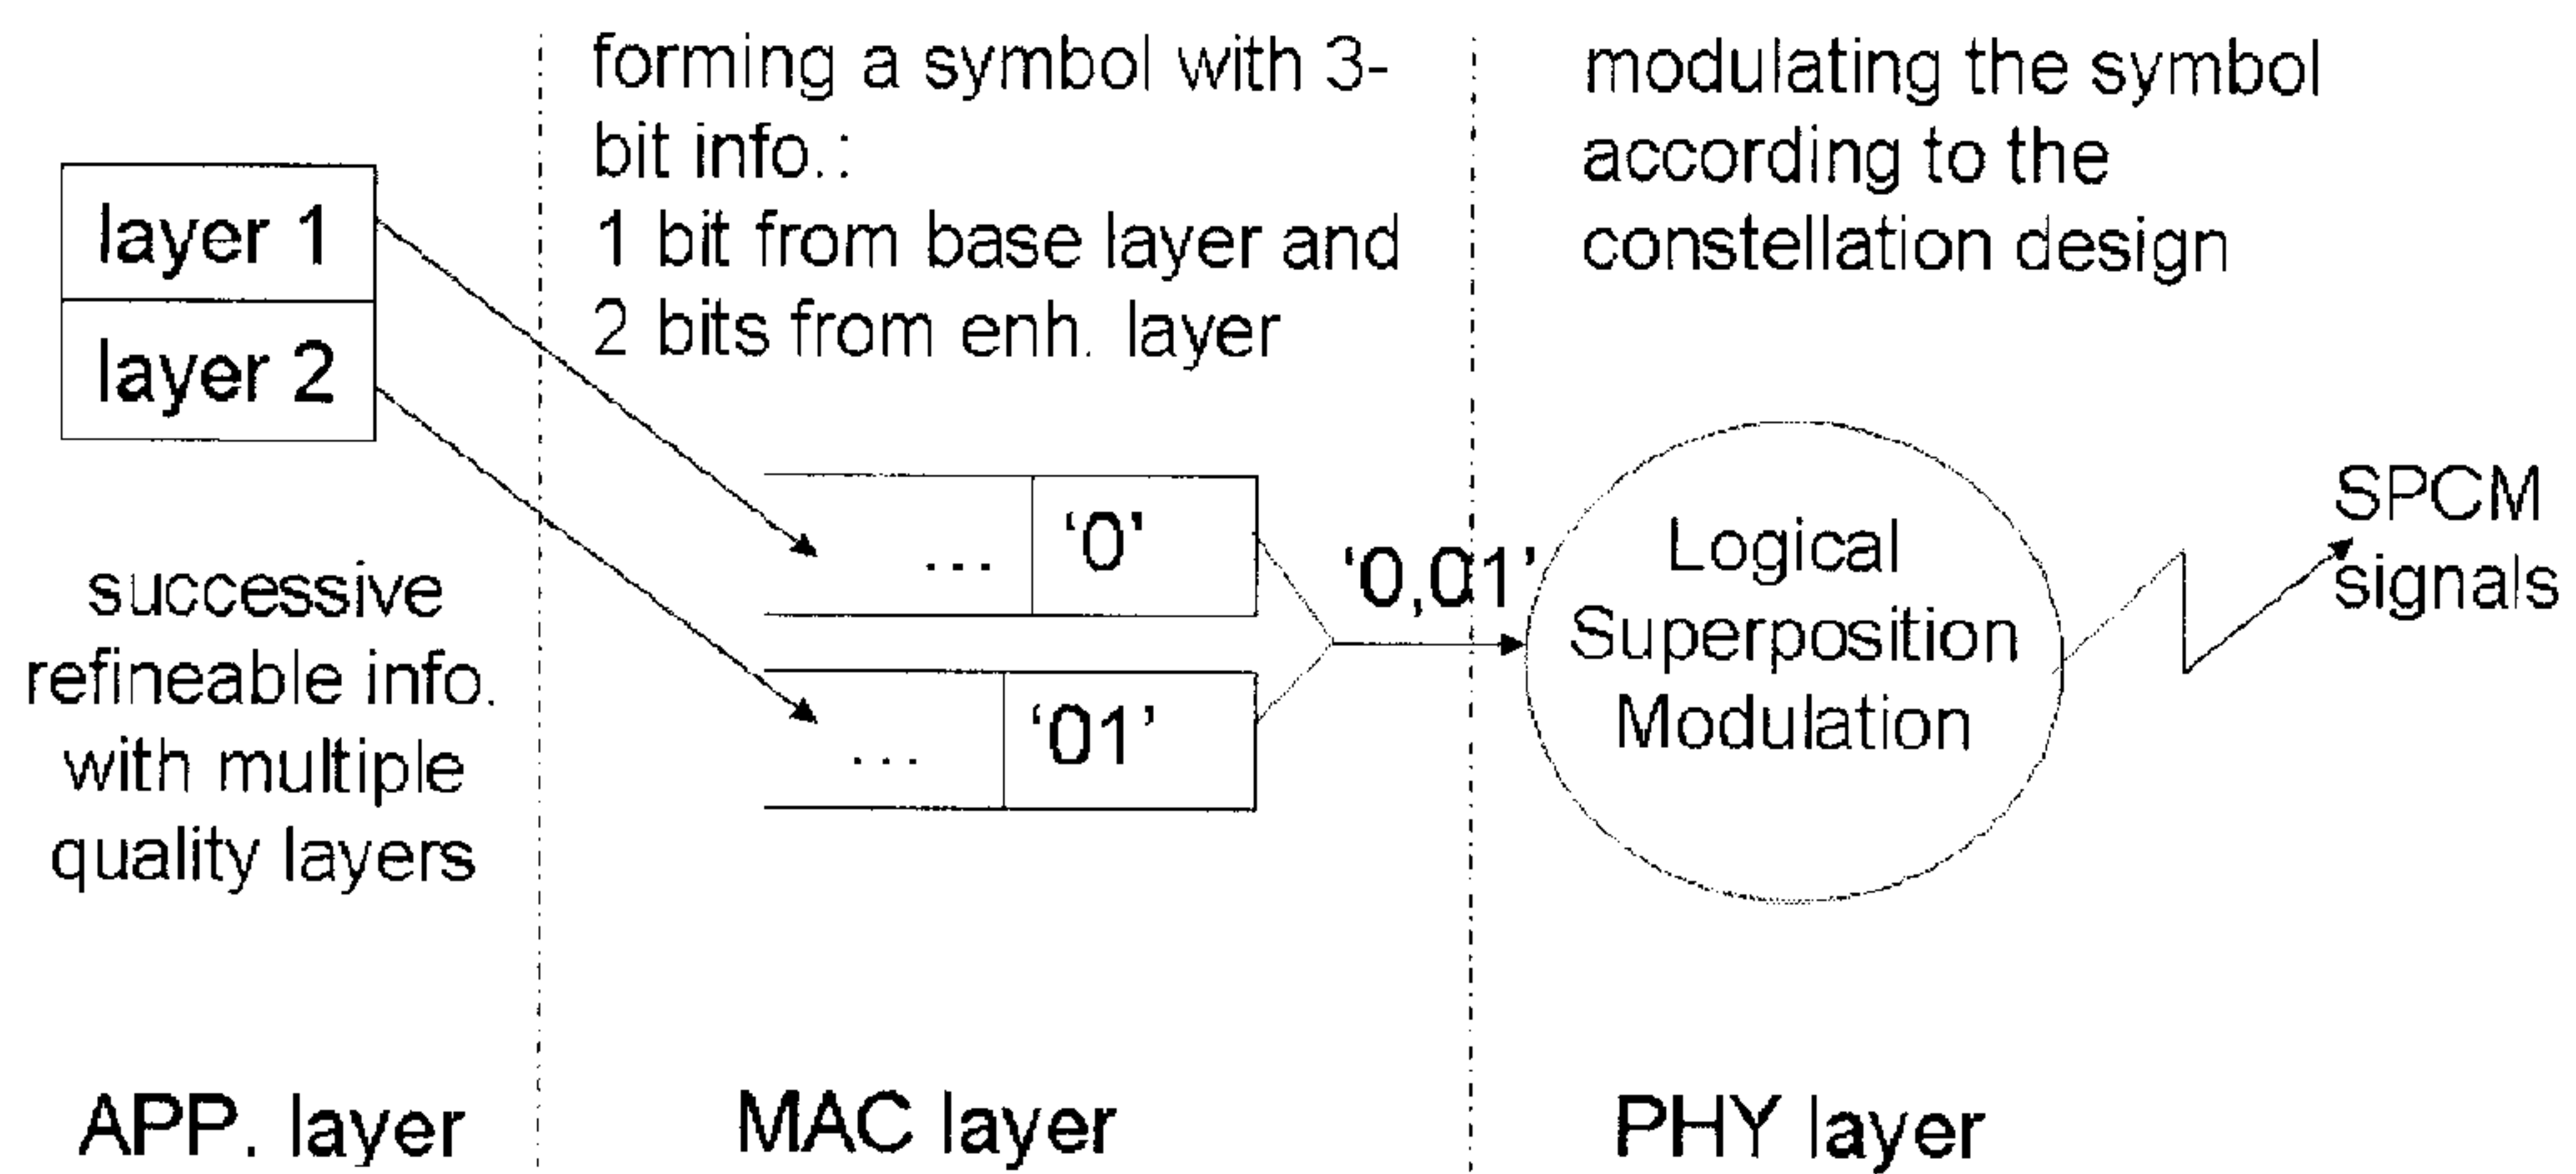 layer 1
layer 2
successive
refineable info.
with multiple
quality layers
APP. layer
forming a symbol with 3-
bit info.:
1 bit from base layer and
2 bits from enh. layer
... '0'
... '01'
'0,01'
MAC layer
modulating the symbol
according to the
constellation design
Logical
Superposition
Modulation
SPCM
signals
PHY layer